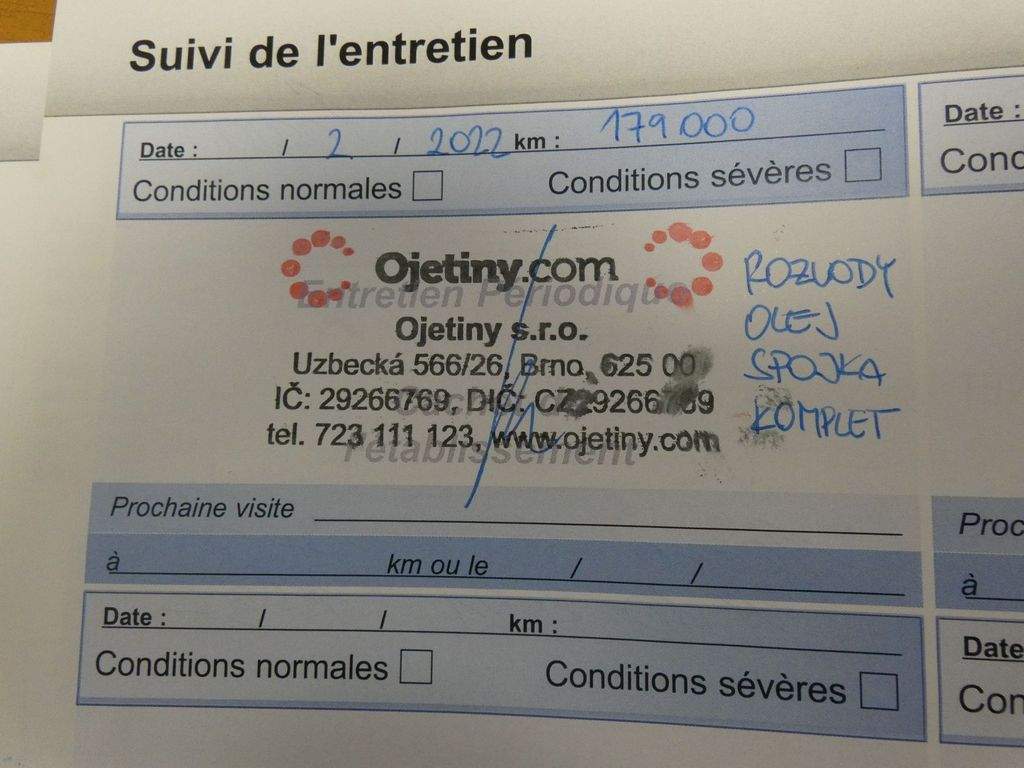 Suivi de l'entretien
Date : / 2 / 2022 km : 179 000
Conditions normales Conditions sévères
Date :
Cond
Ojetiny.com
Entretien Périodique
Ojetiny s.r.o.
Uzbecká 566/26, Brno, 625 00
IČ: 29266769, DIČ: CZ29266769
tel. 723 111 123, www.ojetiny.com
l'établissement
ROZVODY
OLEJ
SPOJKA
KOMPLET
Prochaine visite
à km ou le / /
Proc
à
Date : / / km :
Conditions normales Conditions sévères
Date
Con